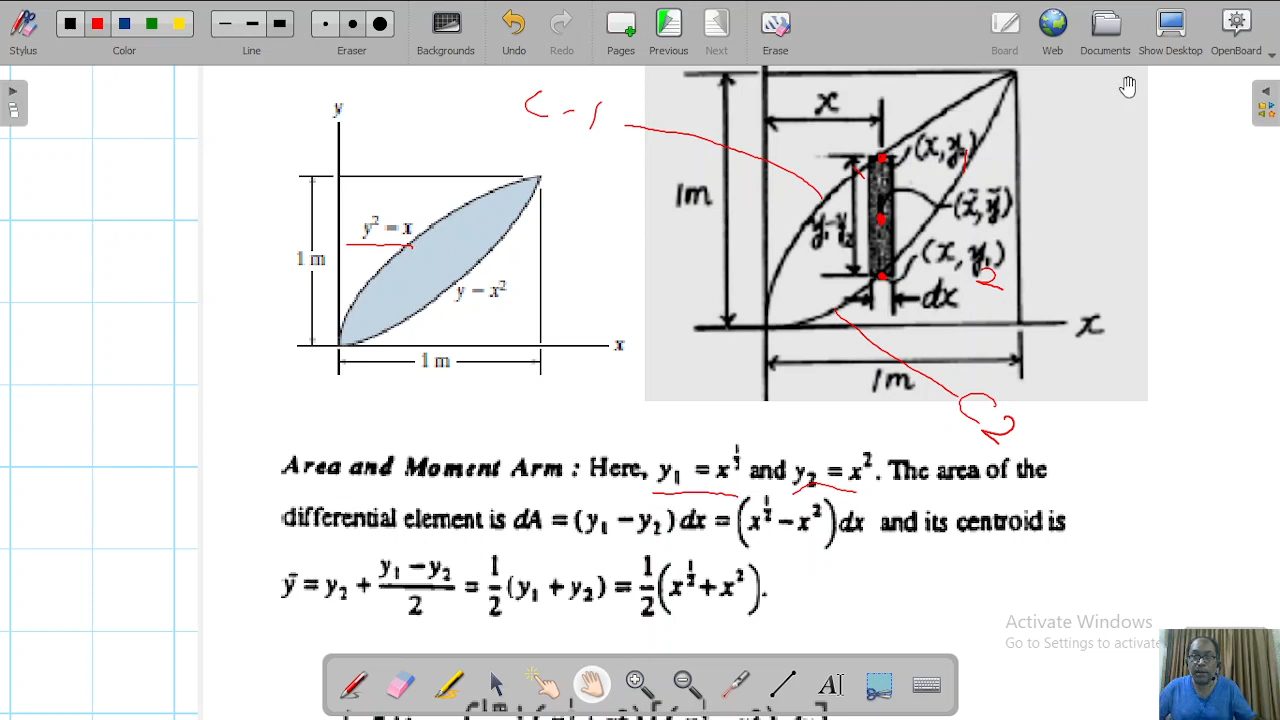 Stylus Color Line Eraser Backgrounds Undo Redo Pages Previous Next Erase Board Web Documents Show Desktop OpenBoard
y
y² = x
1 m
y = x²
x
1 m
C-1
x
(x, y₁)
1m
y₁-y₂
(x̄, ȳ)
(x, y₁)
2
dx
x
1m
C2
Area and Moment Arm : Here, y₁ = x^½ and y₂ = x². The area of the
differential element is dA = (y₁ − y₂) dx = (x^½ − x²) dx and its centroid is
ȳ = y₂ + (y₁ − y₂)/2 = 1/2 (y₁ + y₂) = 1/2 (x^½ + x²).
Activate Windows
Go to Settings to activate